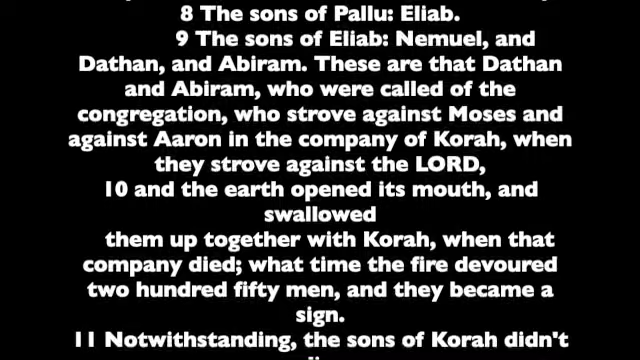 8 The sons of Pallu: Eliab.
9 The sons of Eliab: Nemuel, and
Dathan, and Abiram. These are that Dathan
and Abiram, who were called of the
congregation, who strove against Moses and
against Aaron in the company of Korah, when
they strove against the LORD,
10 and the earth opened its mouth, and
swallowed
them up together with Korah, when that
company died; what time the fire devoured
two hundred fifty men, and they became a
sign.
11 Notwithstanding, the sons of Korah didn't